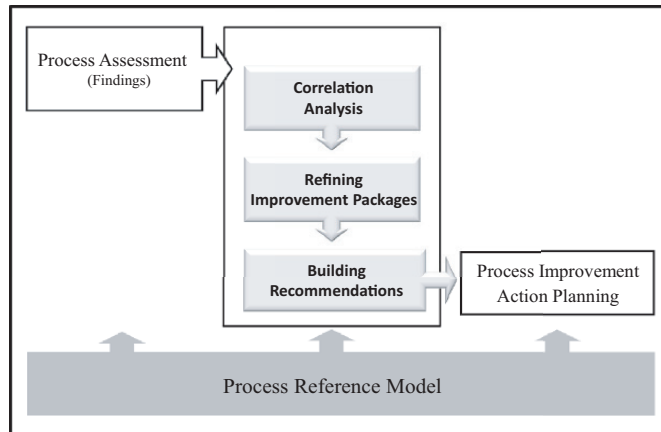 Process Assessment
(Findings)
Correlation
Analysis
Refining
Improvement Packages
Building
Recommendations
Process Improvement
Action Planning
Process Reference Model